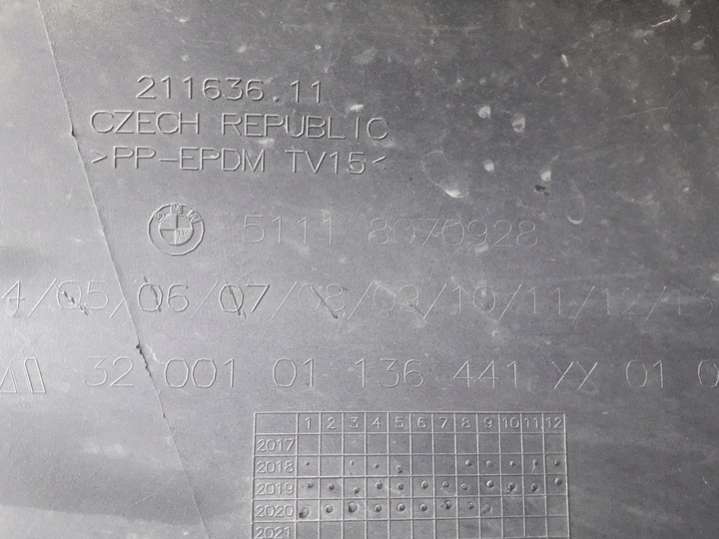 211636.11
CZECH REPUBLIC
>PP-EPDM TV15<
BMW
5111 8070928
4/05/06/07/08/09/10/11/12/13
32 001 01 136 441 XX 01 0
1 2 3 4 5 6 7 8 9 10 11 12
2017
2018
2019
2020
2021